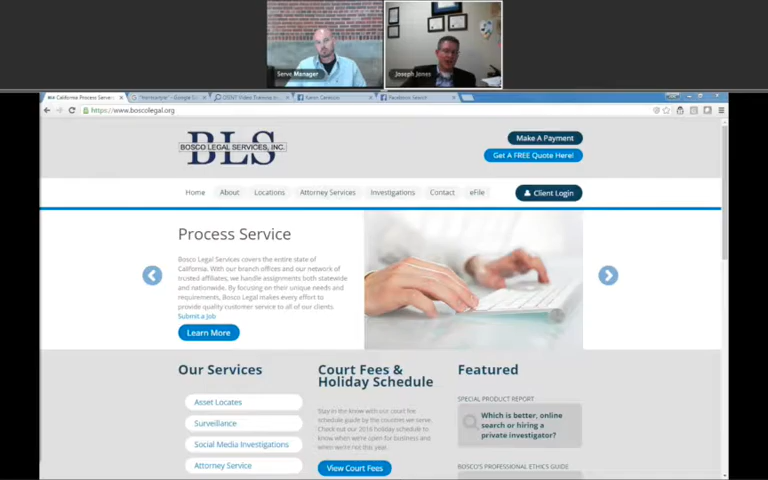 Serve Manager
Joseph Jones
California Process Serve
Facebook Search
https://www.boscolegal.org
BLS
BOSCO LEGAL SERVICES, INC.
Make A Payment
Get A FREE Quote Here!
Home About Locations Attorney Services Investigations Contact eFile
Client Login
Process Service
Bosco Legal Services covers the entire state of
California. With our branch offices and our network of
trusted affiliates, we handle assignments both statewide
and nationwide. By focusing on their unique needs and
requirements, Bosco Legal makes every effort to
provide quality customer service to all of our clients.
Submit a Job
Learn More
Our Services
Asset Locates
Surveillance
Social Media Investigations
Attorney Service
Court Fees &
Holiday Schedule
Stay in the know with our court fee
schedule guide by the counties we serve.
Check out our 2016 holiday schedule to
know when we're open for business and
when we're not this year.
View Court Fees
Featured
SPECIAL PRODUCT REPORT
Which is better, online
search or hiring a
private investigator?
BOSCO'S PROFESSIONAL ETHICS GUIDE